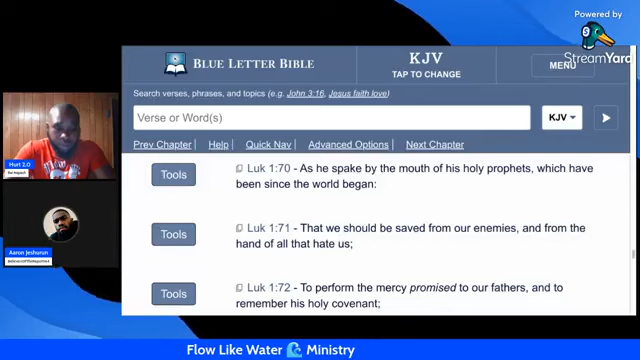 Powered by
StreamYard
BLUE LETTER BIBLE
KJV
TAP TO CHANGE
MENU
Search verses, phrases, and topics (e.g. John 3:16, Jesus faith love)
Verse or Word(s)
KJV
Prev Chapter
Help
Quick Nav
Advanced Options
Next Chapter
Tools
Luk 1:70 - As he spake by the mouth of his holy prophets, which have
been since the world began:
Tools
Luk 1:71 - That we should be saved from our enemies, and from the
hand of all that hate us;
Tools
Luk 1:72 - To perform the mercy promised to our fathers, and to
remember his holy covenant;
Hurt 2.0
Aaron Jeshurun
Flow Like Water 🌊 Ministry